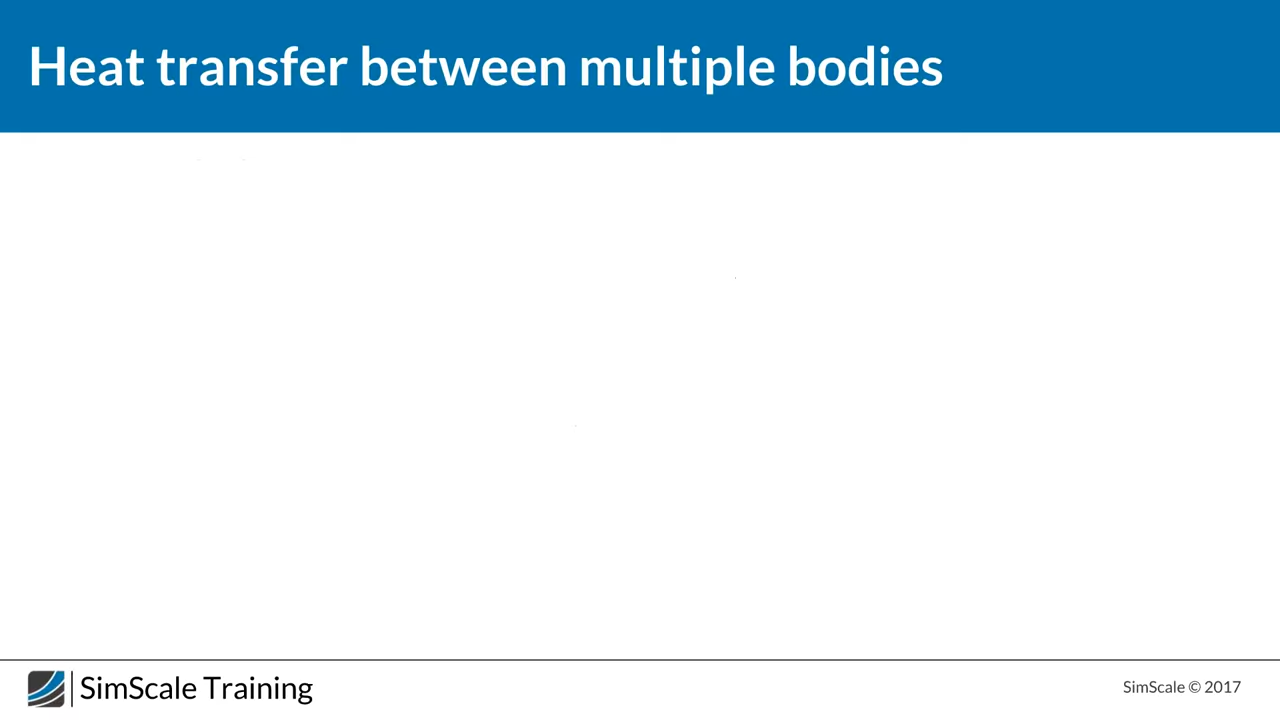 Heat transfer between multiple bodies
SimScale Training
SimScale © 2017